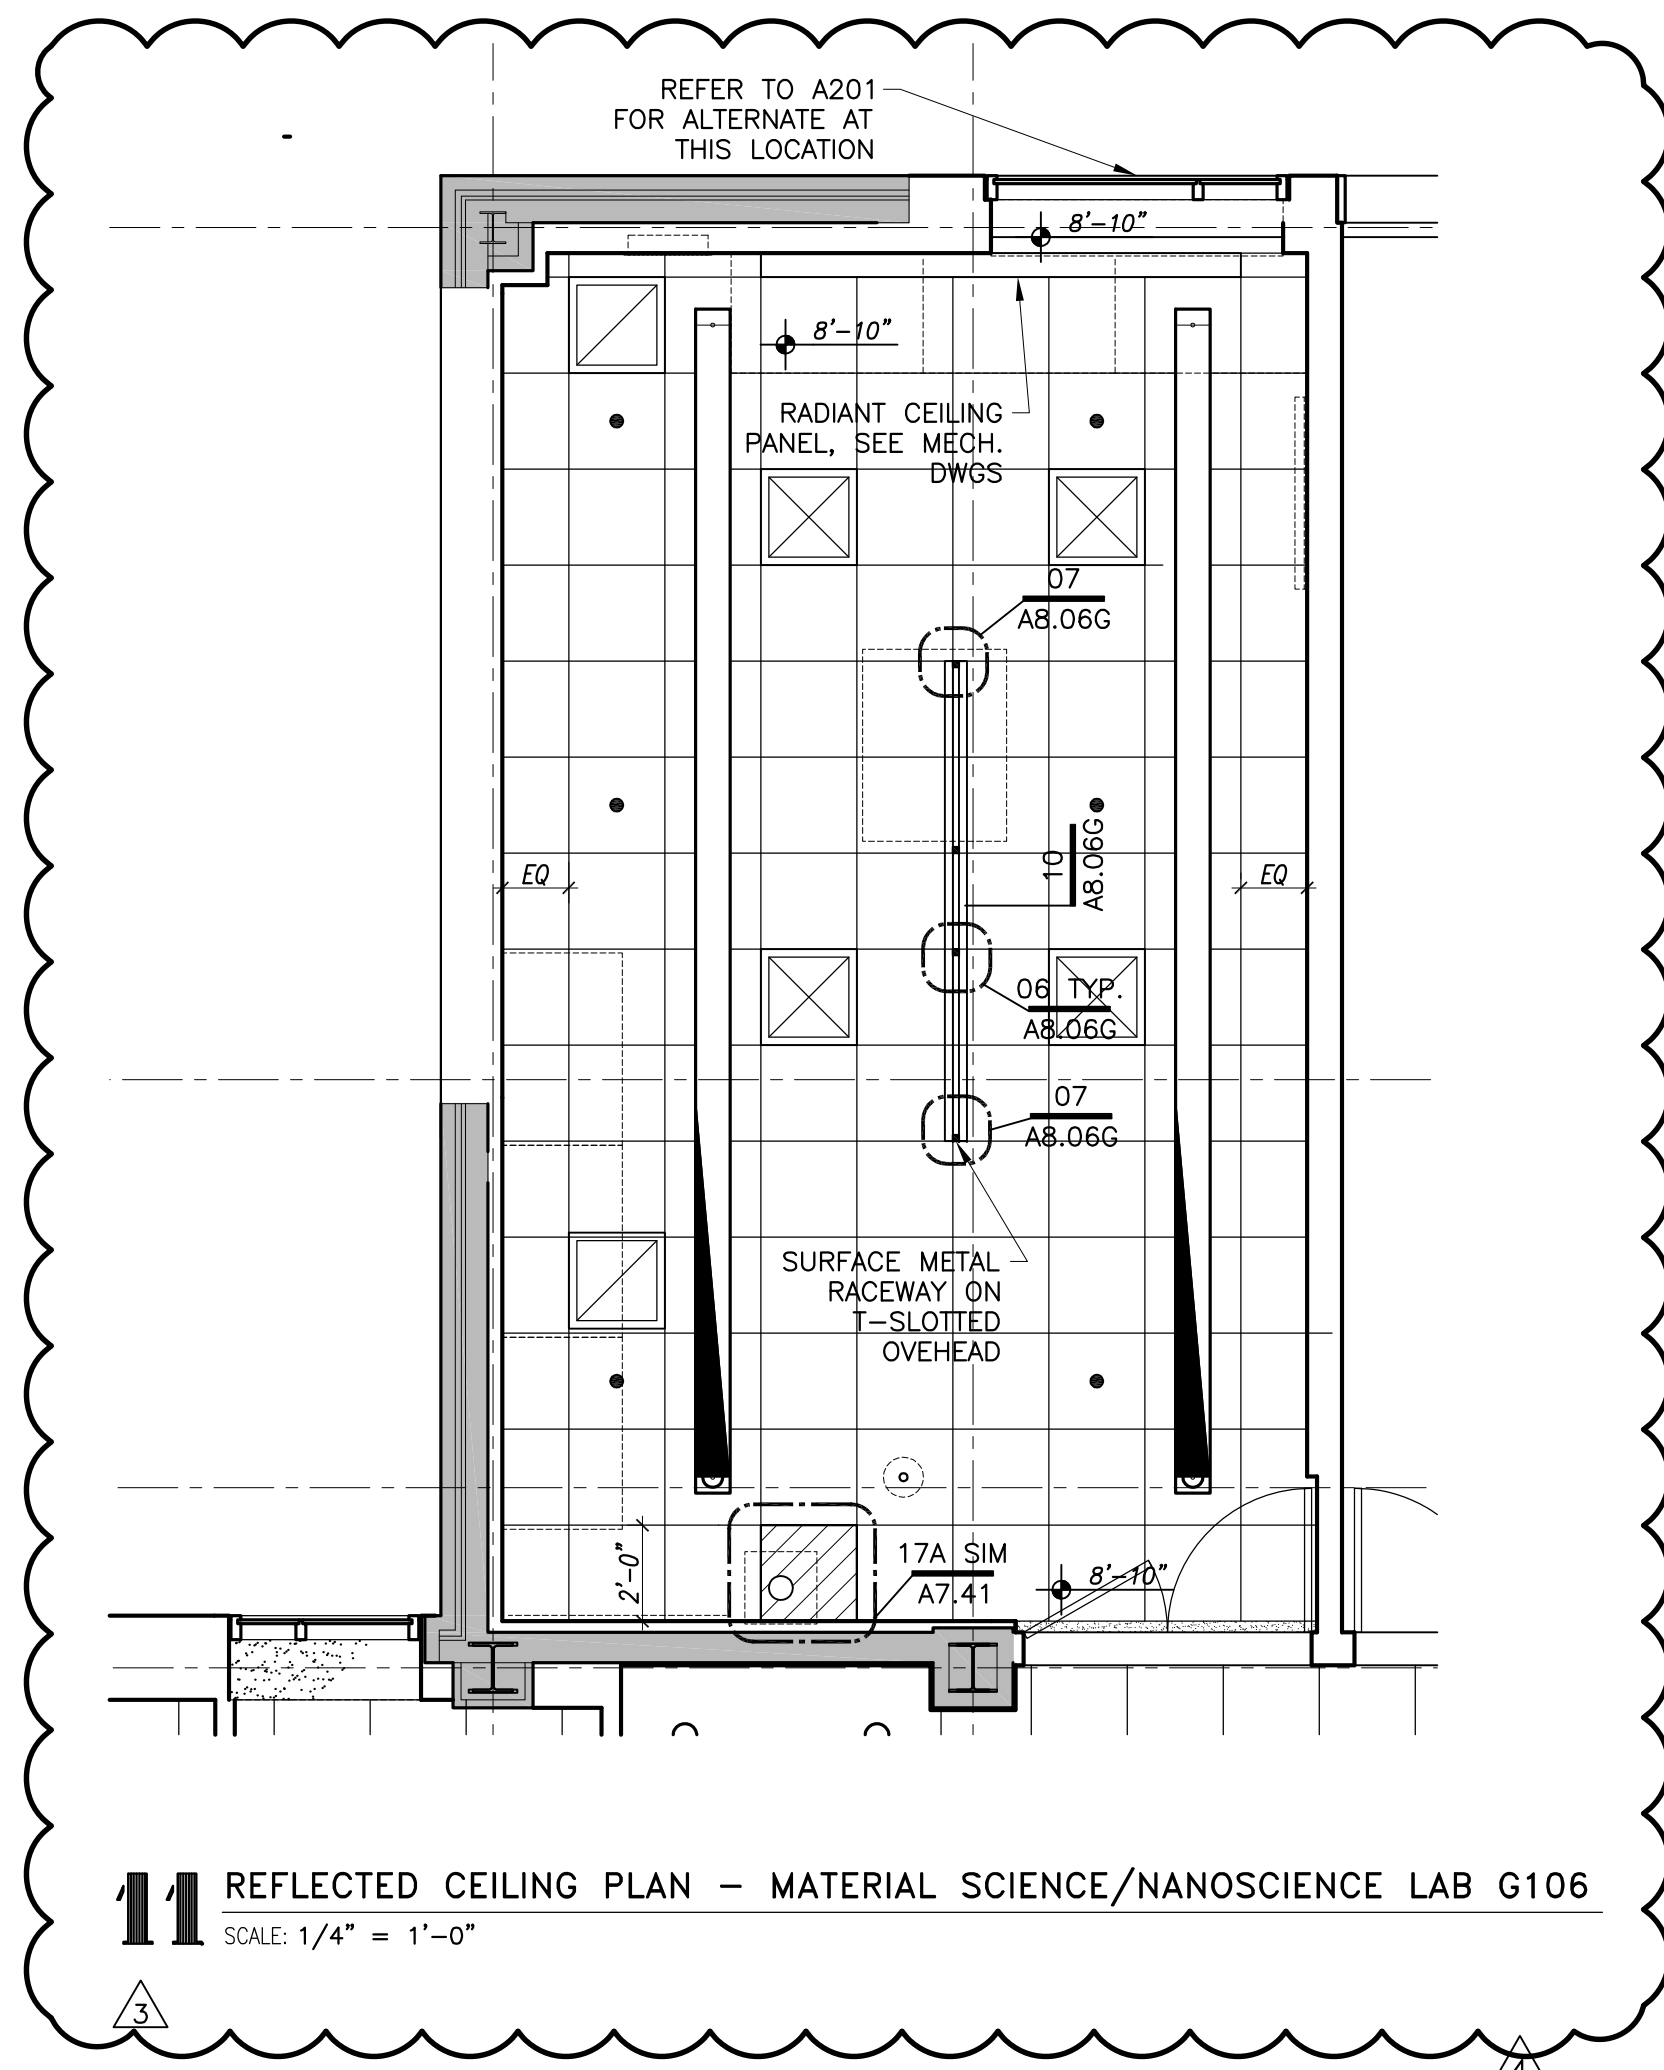 REFER TO A201
FOR ALTERNATE AT
THIS LOCATION
8'-10"
8'-10"
RADIANT CEILING
PANEL, SEE MECH.
DWGS
07
A8.06G
10
A8.06G
EQ
EQ
06 TYP.
A8.06G
07
A8.06G
SURFACE METAL
RACEWAY ON
T-SLOTTED
OVEHEAD
2'-0"
17A SIM
A7.41
8'-10"
11
REFLECTED CEILING PLAN - MATERIAL SCIENCE/NANOSCIENCE LAB G106
SCALE: 1/4" = 1'-0"
3